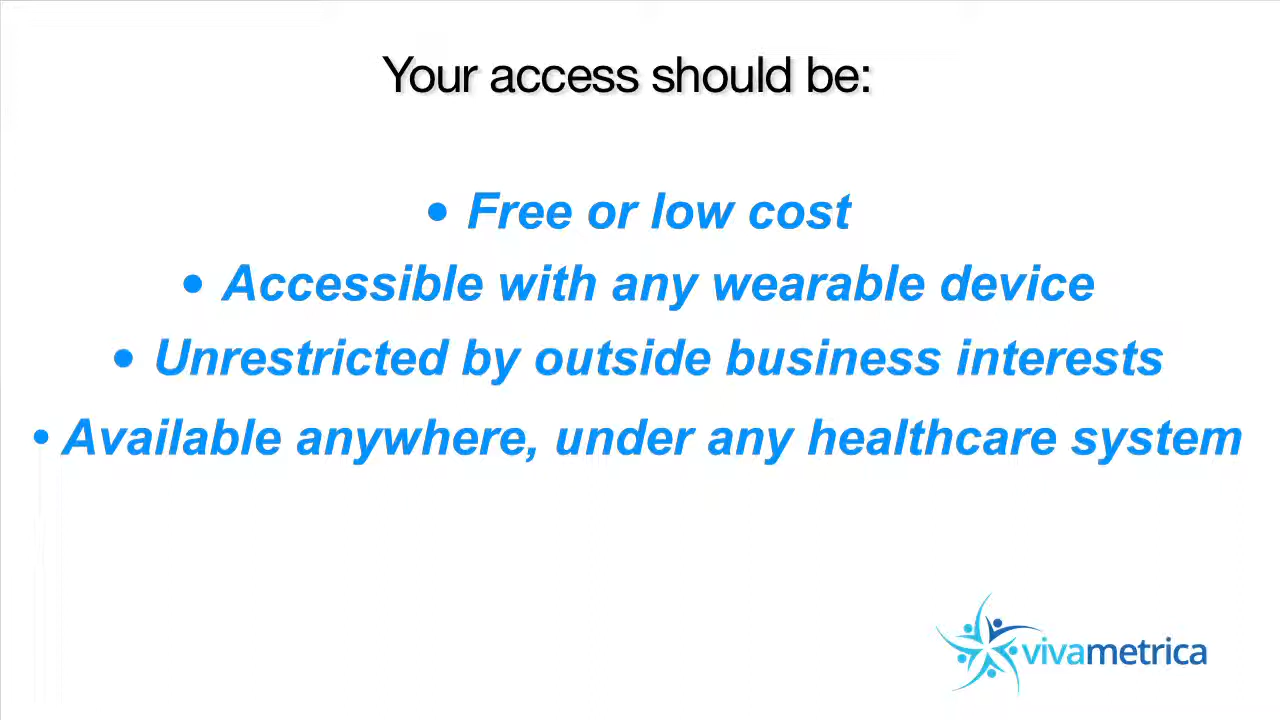 Your access should be:
• Free or low cost
• Accessible with any wearable device
• Unrestricted by outside business interests
• Available anywhere, under any healthcare system
vivametrica